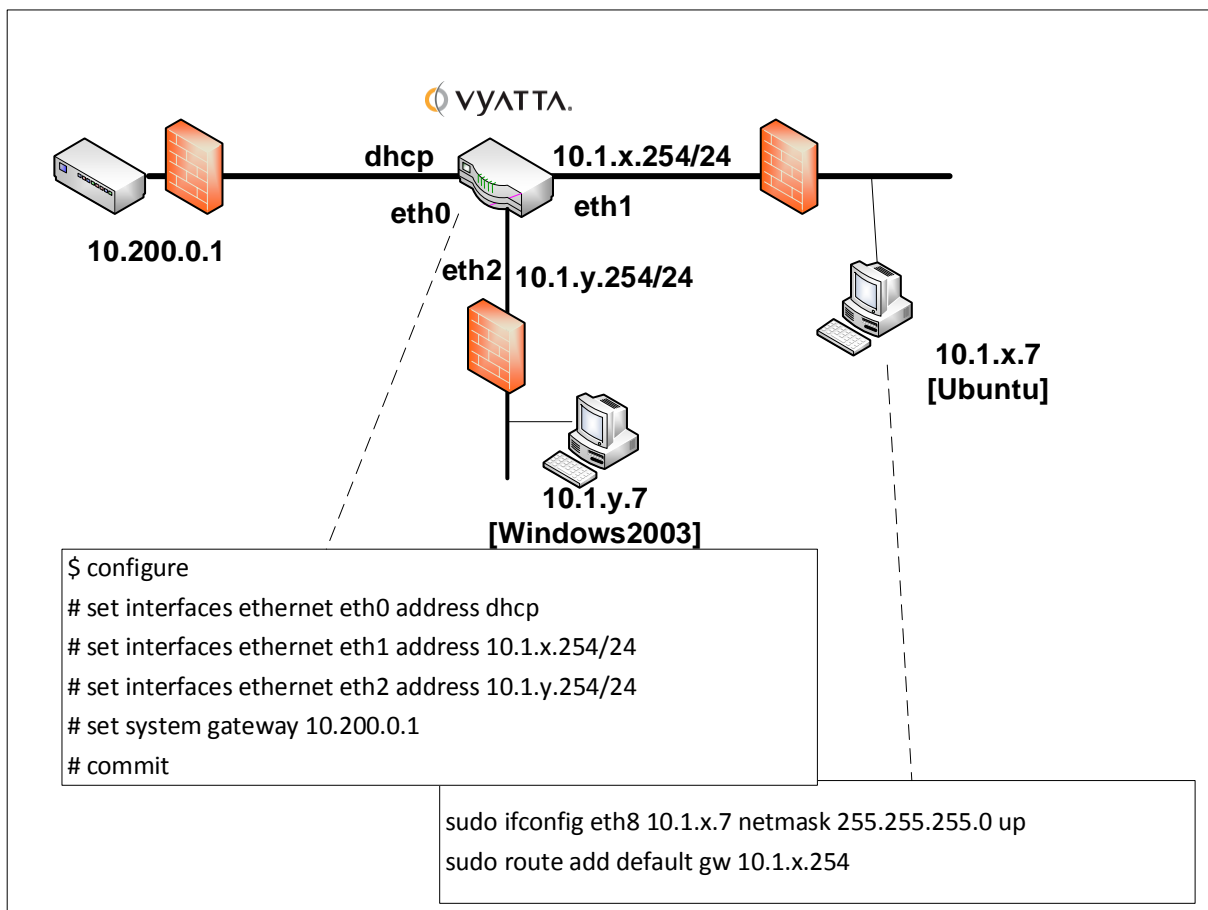 VYATTA.
dhcp
10.1.x.254/24
eth0
eth1
10.200.0.1
eth2
10.1.y.254/24
10.1.x.7
[Ubuntu]
10.1.y.7
[Windows2003]
$ configure
# set interfaces ethernet eth0 address dhcp
# set interfaces ethernet eth1 address 10.1.x.254/24
# set interfaces ethernet eth2 address 10.1.y.254/24
# set system gateway 10.200.0.1
# commit
sudo ifconfig eth8 10.1.x.7 netmask 255.255.255.0 up
sudo route add default gw 10.1.x.254